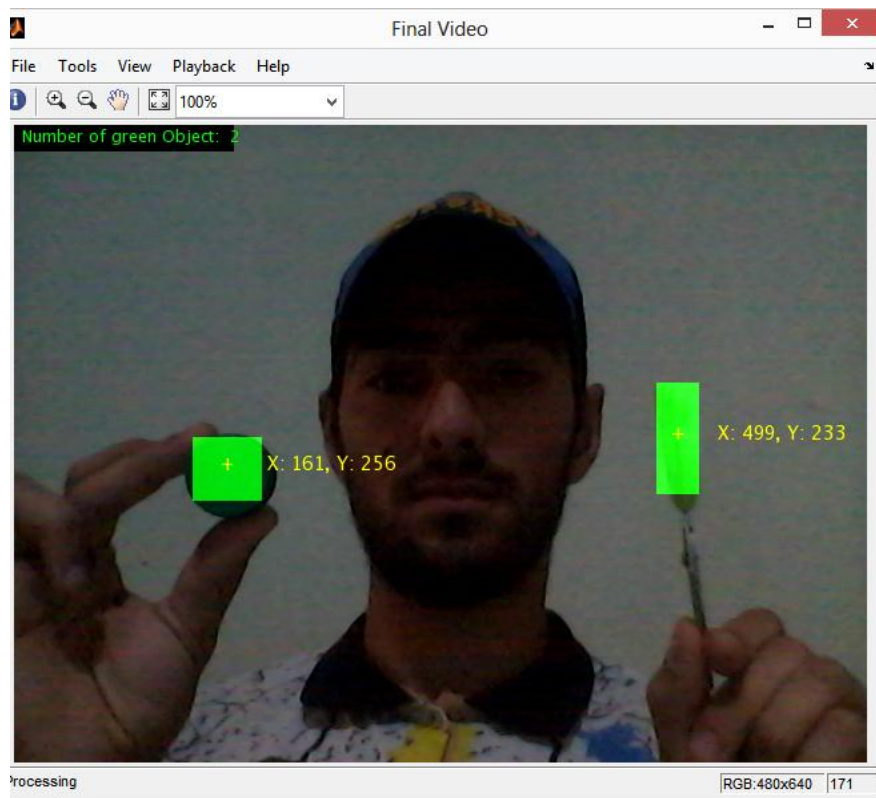 Final Video
File Tools View Playback Help
100%
Number of green Object: 2
X: 499, Y: 233
X: 161, Y: 256
Processing
RGB:480x640 171